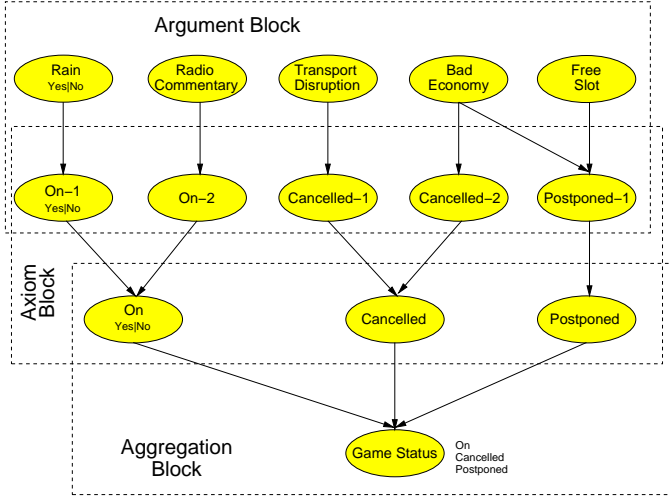 Argument Block
Rain
Yes|No
Radio
Commentary
Transport
Disruption
Bad
Economy
Free
Slot
On−1
Yes|No
On−2
Cancelled−1
Cancelled−2
Postponed−1
Axiom
Block
On
Yes|No
Cancelled
Postponed
Aggregation
Block
Game Status
On
Cancelled
Postponed